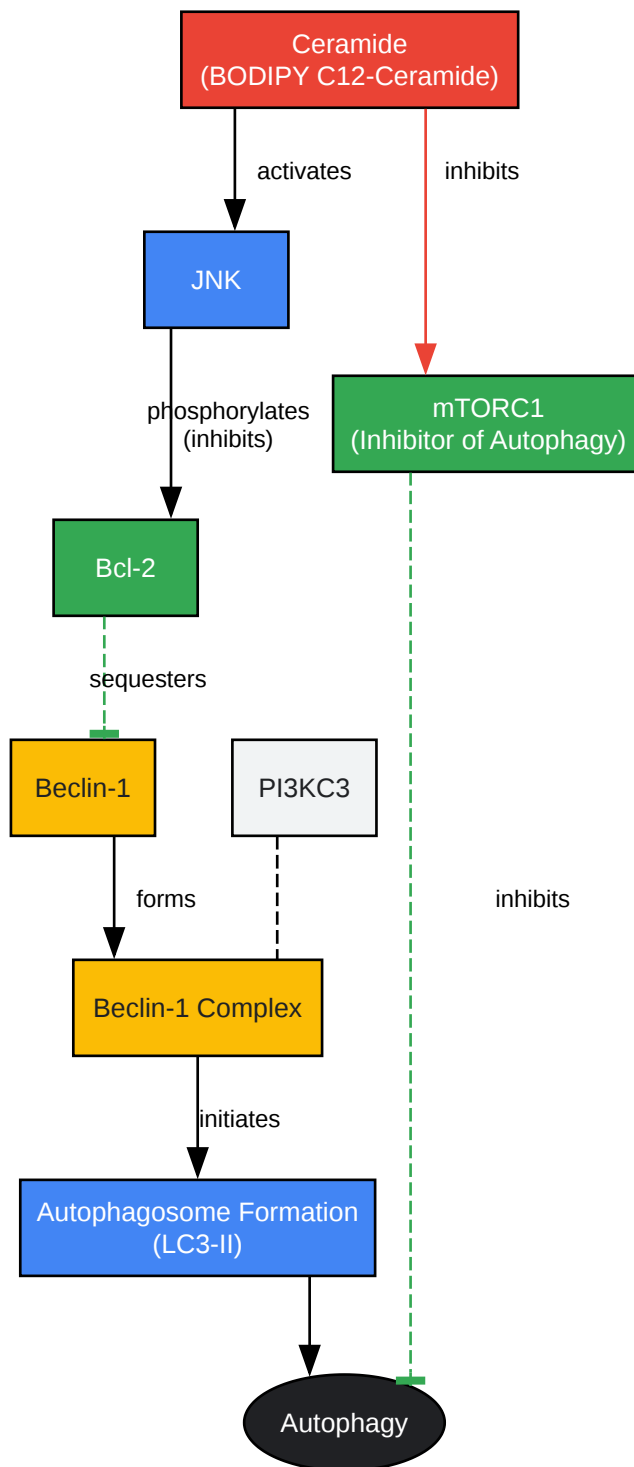 Ceramide
(BODIPY C12-Ceramide)
activates
inhibits
JNK
mTORC1
(Inhibitor of Autophagy)
phosphorylates
(inhibits)
Bcl-2
sequesters
Beclin-1
PI3KC3
forms
inhibits
Beclin-1 Complex
initiates
Autophagosome Formation
(LC3-II)
Autophagy